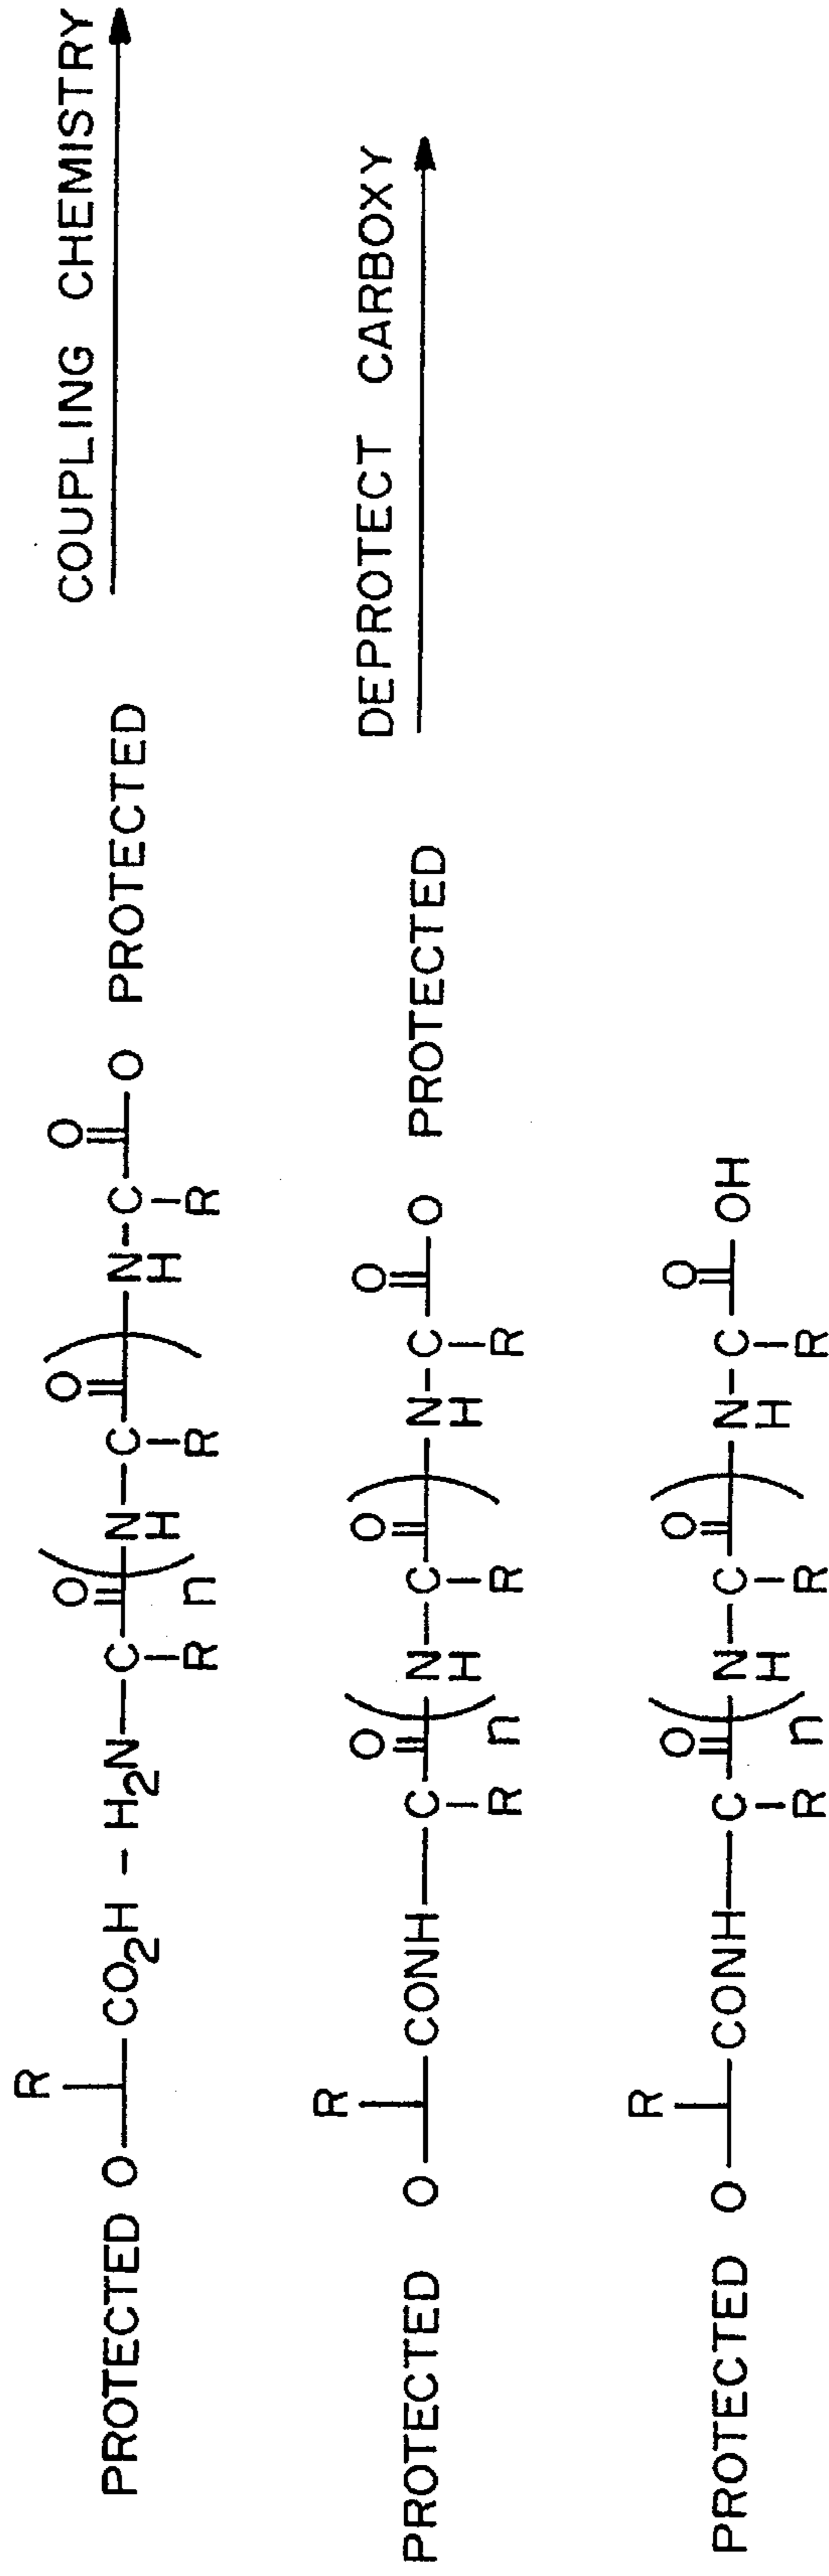 PROTECTED O R CO2H - H2N C R O ( N H C R O ) n N H C R O O PROTECTED COUPLING CHEMISTRY
PROTECTED O R CONH C R O ( N H C R O ) n N H C R O O PROTECTED DEPROTECT CARBOXY
PROTECTED O R CONH C R O ( N H C R O ) n N H C R O OH